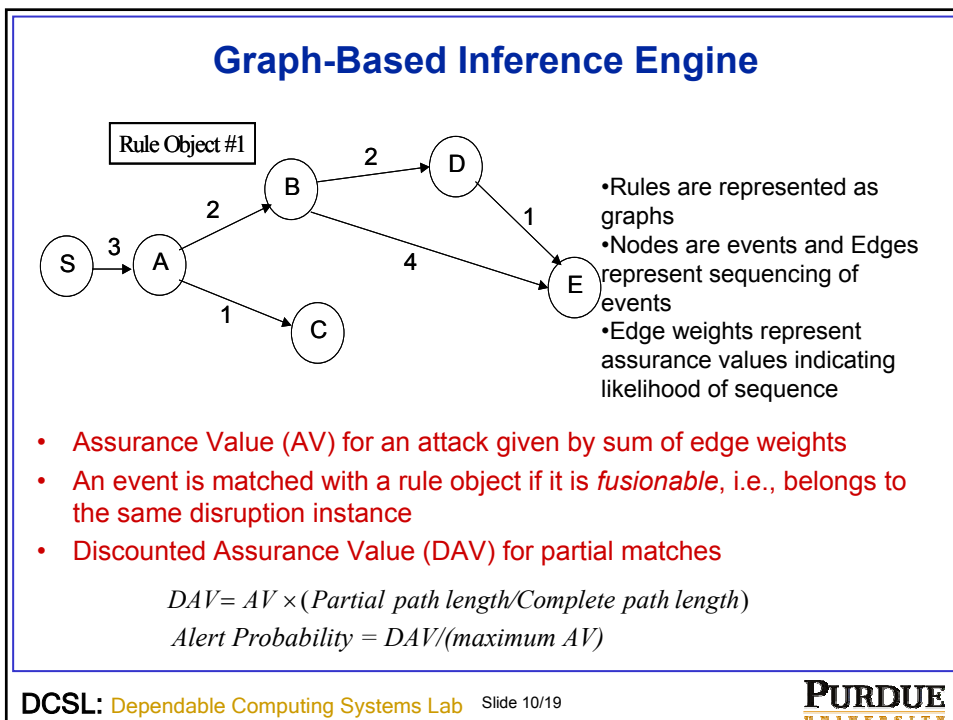 Graph-Based Inference Engine
Rule Object #1
S
3
A
2
B
2
D
1
4
E
1
C
•Rules are represented as
graphs
•Nodes are events and Edges
represent sequencing of
events
•Edge weights represent
assurance values indicating
likelihood of sequence
• Assurance Value (AV) for an attack given by sum of edge weights
• An event is matched with a rule object if it is fusionable, i.e., belongs to
the same disruption instance
• Discounted Assurance Value (DAV) for partial matches
DAV= AV ×(Partial path length/Complete path length)
Alert Probability = DAV/(maximum AV)
DCSL: Dependable Computing Systems Lab Slide 10/19
PURDUE
UNIVERSITY